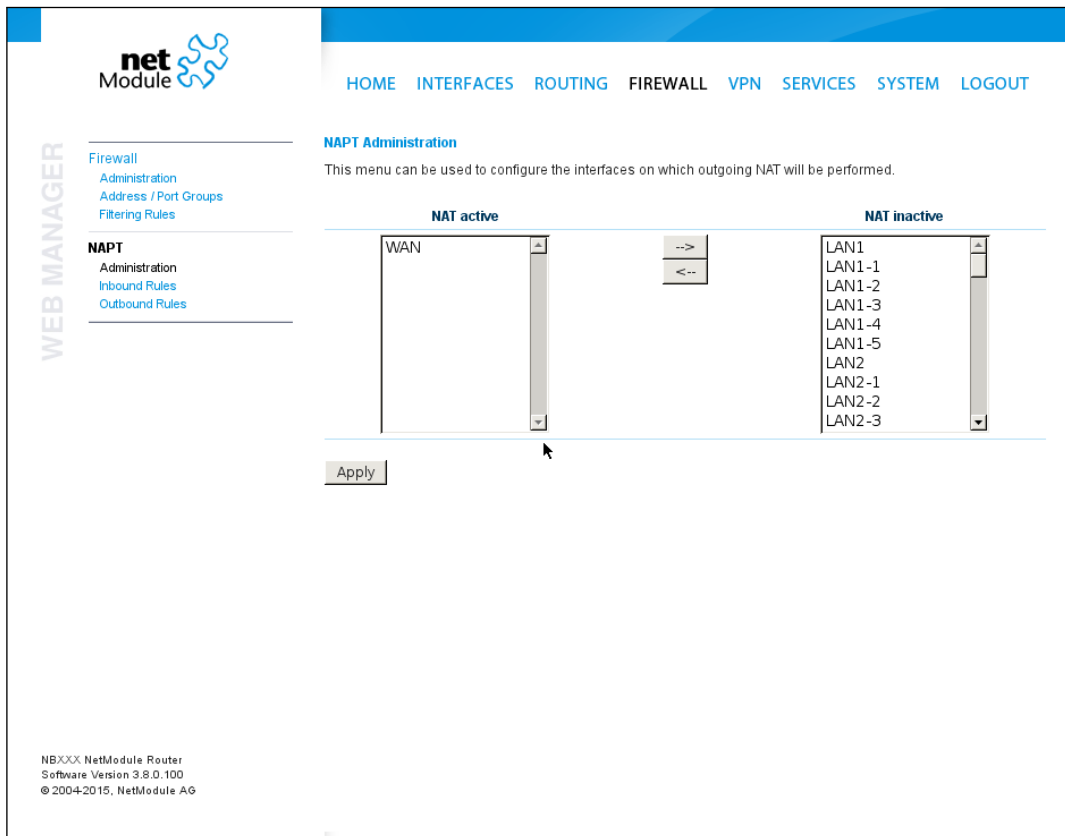 net
Module
HOME INTERFACES ROUTING FIREWALL VPN SERVICES SYSTEM LOGOUT
WEB MANAGER
Firewall
Administration
Address / Port Groups
Filtering Rules
NAPT
Administration
Inbound Rules
Outbound Rules
NAPT Administration
This menu can be used to configure the interfaces on which outgoing NAT will be performed.
NAT active NAT inactive
WAN
-->
<--
LAN1
LAN1-1
LAN1-2
LAN1-3
LAN1-4
LAN1-5
LAN2
LAN2-1
LAN2-2
LAN2-3
Apply
NBXXX NetModule Router
Software Version 3.8.0.100
© 2004-2015, NetModule AG